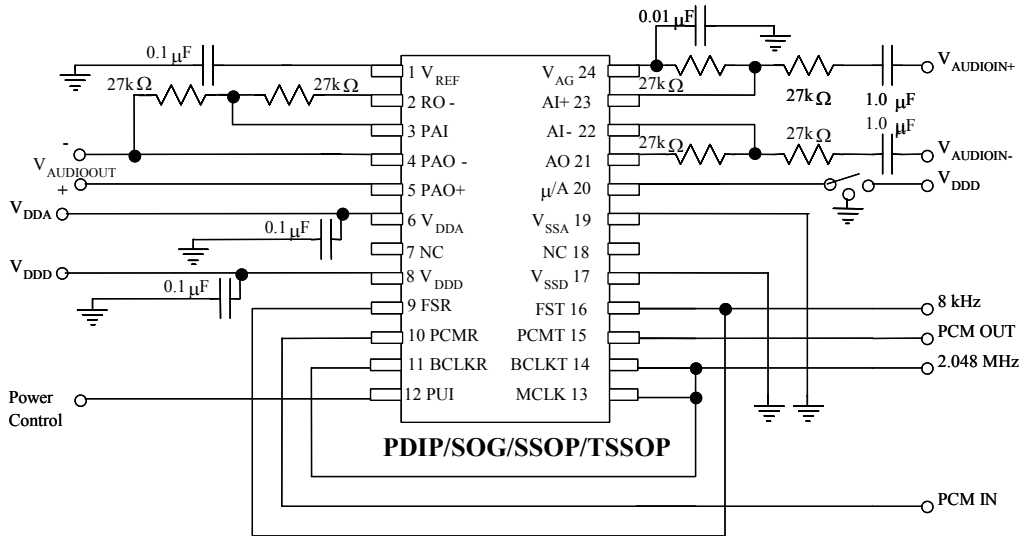 0.01 μF
0.1 μF
1 VREF
VAG 24
VAUDIOIN+
27kΩ
27kΩ
2 RO -
27kΩ
AI+ 23
27kΩ
1.0 μF
3 PAI
AI- 22
1.0 μF
-
VAUDIOOUT
+
4 PAO -
AO 21
27kΩ
27kΩ
VAUDIOIN-
5 PAO+
μ/A 20
VDDD
VDDA
6 VDDA
VSSA 19
0.1 μF
7 NC
NC 18
VDDD
8 VDDD
VSSD 17
0.1 μF
9 FSR
FST 16
8 kHz
10 PCMR
PCMT 15
PCM OUT
11 BCLKR
BCLKT 14
2.048 MHz
Power
Control
12 PUI
MCLK 13
PDIP/SOG/SSOP/TSSOP
PCM IN